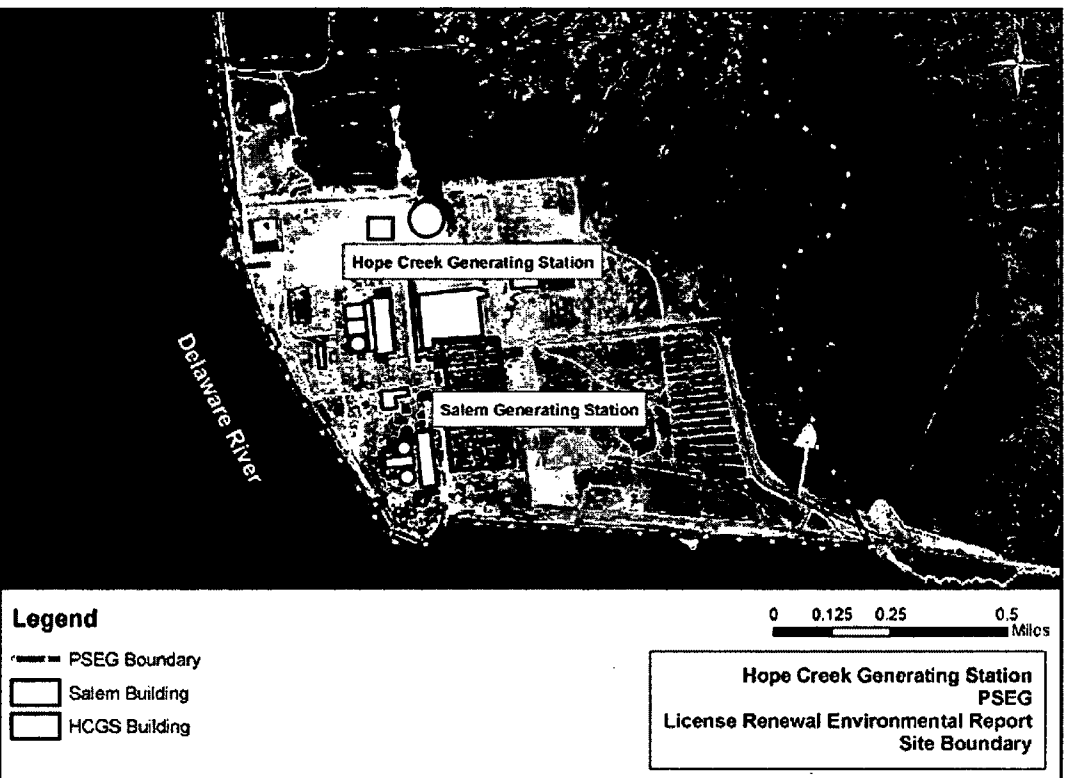 Hope Creek Generating Station
Delaware River
Salem Generating Station
Legend
PSEG Boundary
Salem Building
HCGS Building
0 0.125 0.25 0.5
Miles
Hope Creek Generating Station
PSEG
License Renewal Environmental Report
Site Boundary